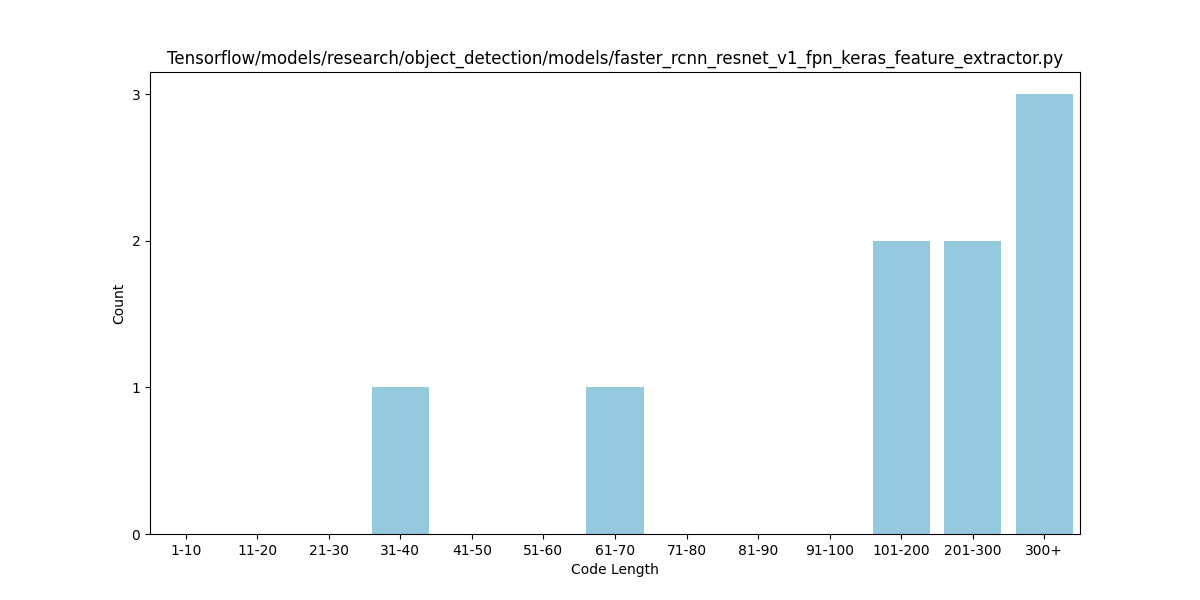 Tensorflow/models/research/object_detection/models/faster_rcnn_resnet_v1_fpn_keras_feature_extractor.py
3
2
1
0
Count
1-10 11-20 21-30 31-40 41-50 51-60 61-70 71-80 81-90 91-100 101-200 201-300 300+
Code Length